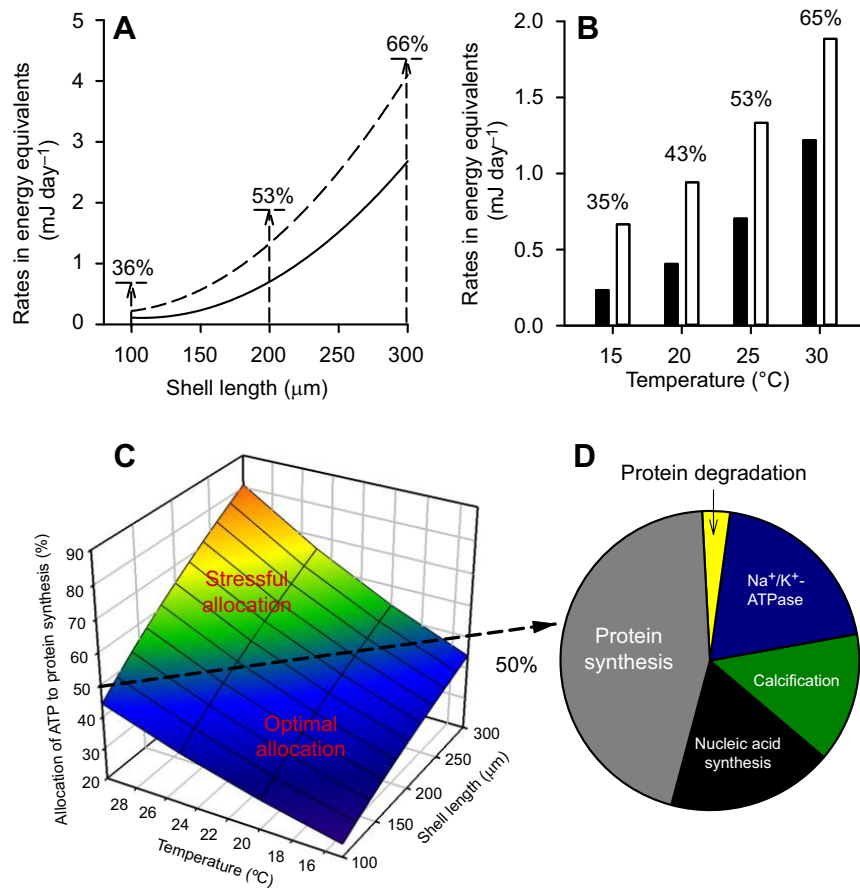 A
Rates in energy equivalents
(mJ day–1)
5
4
3
2
1
0
36%
53%
66%
100
150
200
250
300
Shell length (μm)
B
Rates in energy equivalents
(mJ day–1)
2.0
1.5
1.0
0.5
0.0
35%
43%
53%
65%
15
20
25
30
Temperature (°C)
C
Allocation of ATP to protein synthesis (%)
90
80
70
60
50
40
30
20
Stressful
allocation
Optimal
allocation
28
26
24
22
20
18
16
Temperature (ºC)
100
150
200
250
300
Shell length (μm)
50%
D
Protein degradation
Na+/K+-
ATPase
Protein
synthesis
Calcification
Nucleic acid
synthesis